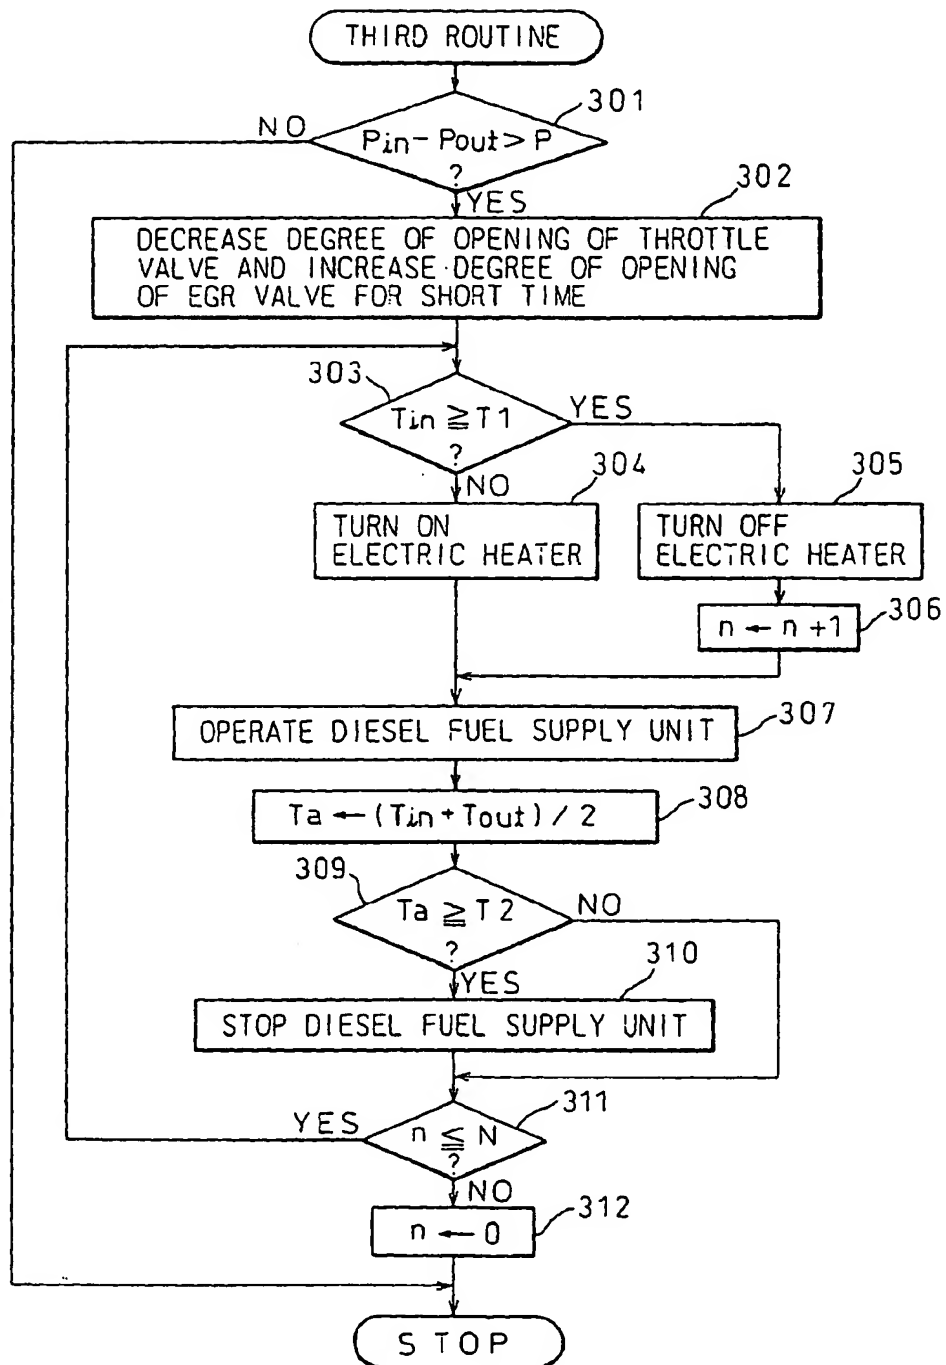 THIRD ROUTINE
301
NO
Pin-Pout>P
?
YES
302
DECREASE DEGREE OF OPENING OF THROTTLE
VALVE AND INCREASE DEGREE OF OPENING
OF EGR VALVE FOR SHORT TIME
303
Tin ≧ T1
?
YES
NO
304
305
TURN ON
ELECTRIC HEATER
TURN OFF
ELECTRIC HEATER
306
n ← n+1
307
OPERATE DIESEL FUEL SUPPLY UNIT
308
Ta ← (Tin+Tout)/2
309
Ta ≧ T2
?
NO
YES
310
STOP DIESEL FUEL SUPPLY UNIT
311
YES
n ≦ N
?
NO
312
n ← 0
STOP